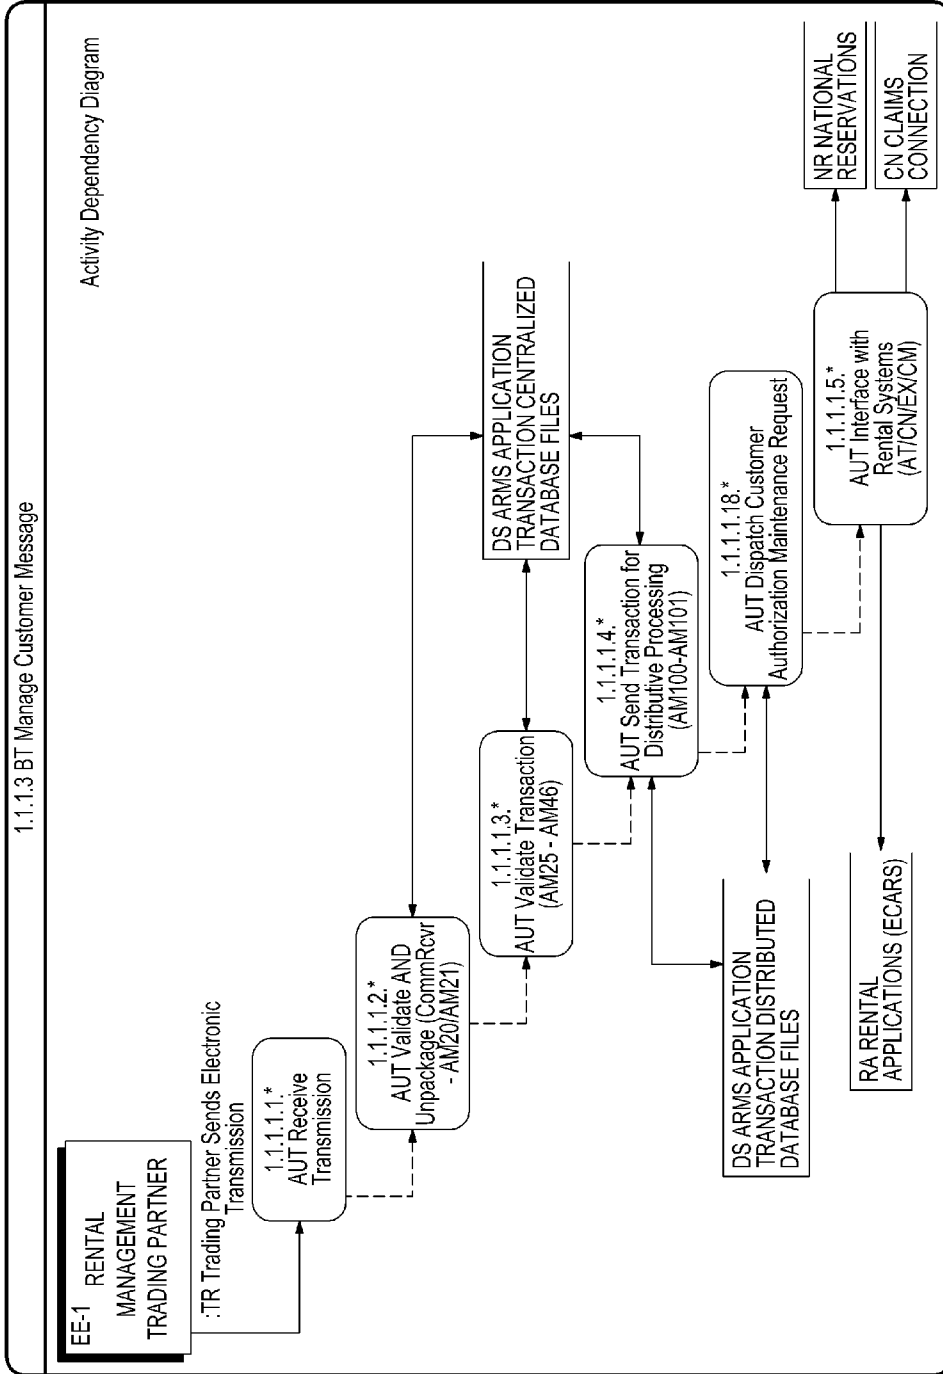 1.1.1.3 BT Manage Customer Message
Activity Dependency Diagram
EE-1 RENTAL
MANAGEMENT
TRADING PARTNER
:TR Trading Partner Sends Electronic
Transmission
1.1.1.1.1.*
AUT Receive
Transmission
1.1.1.1.2.*
AUT Validate AND
Unpackage (CommRcvr
- AM20/AM21)
1.1.1.1.3.*
AUT Validate Transaction
(AM25 - AM46)
DS ARMS APPLICATION
TRANSACTION CENTRALIZED
DATABASE FILES
1.1.1.1.4.*
AUT Send Transaction for
Distributive Processing
(AM100-AM101)
1.1.1.1.18.*
AUT Dispatch Customer
Authorization Maintenance Request
DS ARMS APPLICATION
TRANSACTION DISTRIBUTED
DATABASE FILES
1.1.1.1.5.*
AUT Interface with
Rental Systems
(AT/CN/EX/CM)
NR NATIONAL
RESERVATIONS
CN CLAIMS
CONNECTION
RA RENTAL
APPLICATIONS (ECARS)